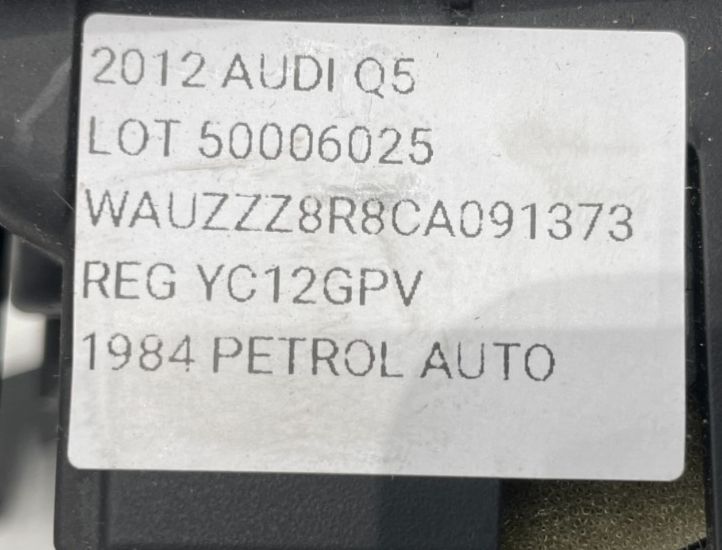 2012 AUDI Q5
LOT 50006025
WAUZZZ8R8CA091373
REG YC12GPV
1984 PETROL AUTO